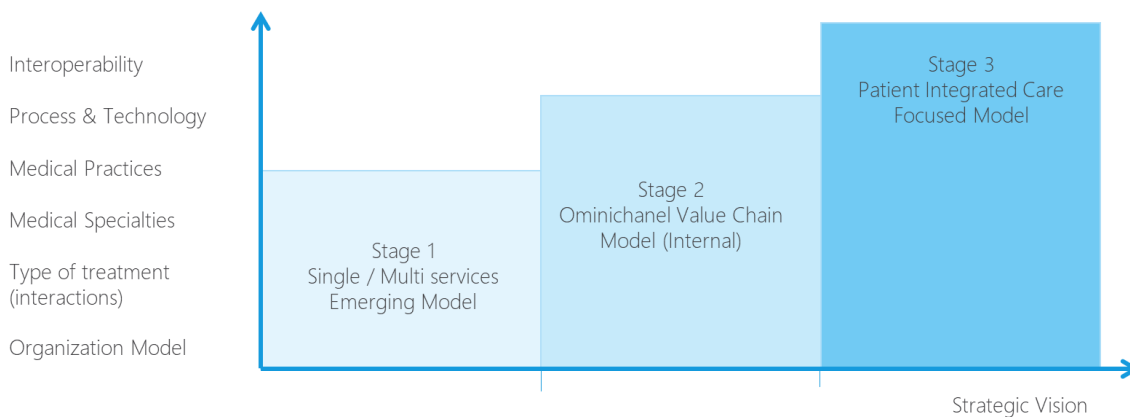 Interoperability
Process & Technology
Medical Practices
Medical Specialties
Type of treatment
(interactions)
Organization Model
Stage 1
Single / Multi services
Emerging Model
Stage 2
Ominichanel Value Chain
Model (Internal)
Stage 3
Patient Integrated Care
Focused Model
Strategic Vision